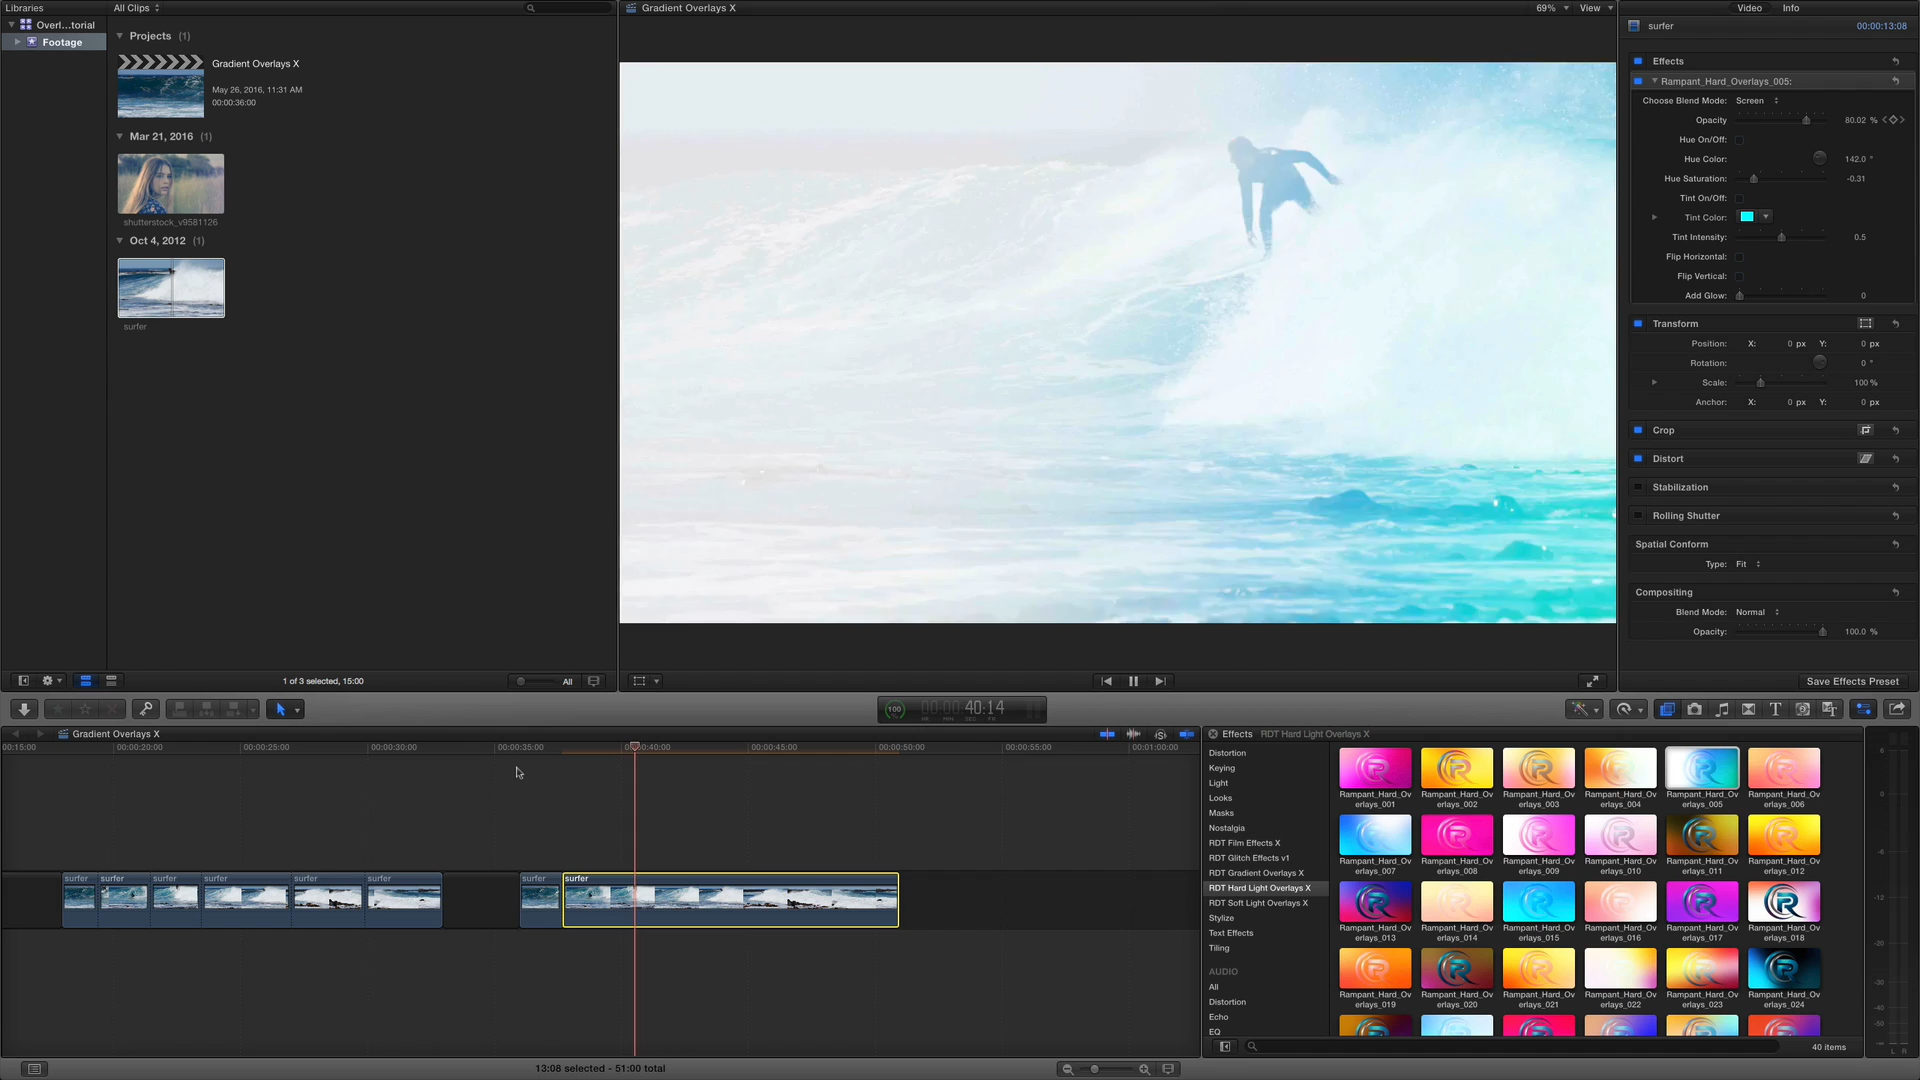 Libraries
All Clips
Overl...torial
Footage
Projects (1)
Gradient Overlays X
May 26, 2016, 11:31 AM
00:00:36:00
Mar 21, 2016 (1)
shutterstock_v9581126
Oct 4, 2012 (1)
surfer
1 of 3 selected, 15:00
All
Gradient Overlays X
69%
View
Video
Info
surfer
00:00:13:08
Effects
Rampant_Hard_Overlays_005:
Choose Blend Mode: Screen
Opacity 80.02 %
Hue On/Off:
Hue Color: 142.0 °
Hue Saturation: -0.31
Tint On/Off:
Tint Color:
Tint Intensity: 0.5
Flip Horizontal:
Flip Vertical:
Add Glow: 0
Transform
Position: X: 0 px Y: 0 px
Rotation: 0 °
Scale: 100 %
Anchor: X: 0 px Y: 0 px
Crop
Distort
Stabilization
Rolling Shutter
Spatial Conform
Type: Fit
Compositing
Blend Mode: Normal
Opacity: 100.0 %
Save Effects Preset
100
40:14
HR MIN SEC FR
Gradient Overlays X
00:15:00
00:00:20:00
00:00:25:00
00:00:30:00
00:00:35:00
00:00:40:00
00:00:45:00
00:00:50:00
00:00:55:00
00:01:00:00
surfer
surfer
surfer
surfer
surfer
surfer
surfer
surfer
13:08 selected - 51:00 total
Effects
RDT Hard Light Overlays X
Distortion
Keying
Light
Looks
Masks
Nostalgia
RDT Film Effects X
RDT Glitch Effects v1
RDT Gradient Overlays X
RDT Hard Light Overlays X
RDT Soft Light Overlays X
Stylize
Text Effects
Tiling
AUDIO
All
Distortion
Echo
EQ
Rampant_Hard_Ov
erlays_001
Rampant_Hard_Ov
erlays_002
Rampant_Hard_Ov
erlays_003
Rampant_Hard_Ov
erlays_004
Rampant_Hard_Ov
erlays_005
Rampant_Hard_Ov
erlays_006
Rampant_Hard_Ov
erlays_007
Rampant_Hard_Ov
erlays_008
Rampant_Hard_Ov
erlays_009
Rampant_Hard_Ov
erlays_010
Rampant_Hard_Ov
erlays_011
Rampant_Hard_Ov
erlays_012
Rampant_Hard_Ov
erlays_013
Rampant_Hard_Ov
erlays_014
Rampant_Hard_Ov
erlays_015
Rampant_Hard_Ov
erlays_016
Rampant_Hard_Ov
erlays_017
Rampant_Hard_Ov
erlays_018
Rampant_Hard_Ov
erlays_019
Rampant_Hard_Ov
erlays_020
Rampant_Hard_Ov
erlays_021
Rampant_Hard_Ov
erlays_022
Rampant_Hard_Ov
erlays_023
Rampant_Hard_Ov
erlays_024
40 items
6
0
-6
-12
-20
-30
-40
-50
L R